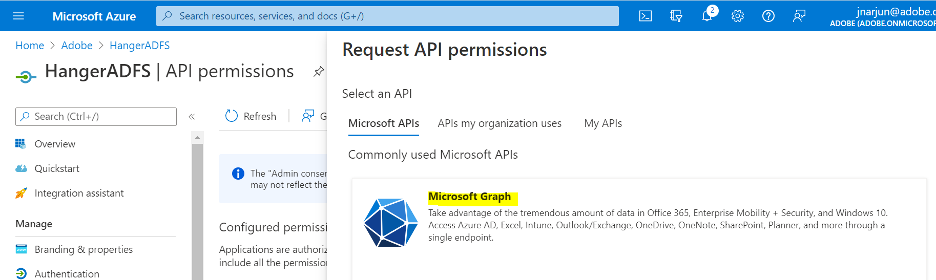 Microsoft Azure
Search resources, services, and docs (G+/)
2
jnarjun@adobe.c
ADOBE (ADOBE.ONMICROSOFT
Home > Adobe > HangerADFS
HangerADFS | API permissions
Search (Ctrl+/)
«
Overview
Quickstart
Integration assistant
Manage
Branding & properties
Authentication
Refresh
G
The "Admin consen
may not reflect the
Configured permissi
Applications are authoriz
include all the permission
Request API permissions
Select an API
Microsoft APIs
APIs my organization uses
My APIs
Commonly used Microsoft APIs
Microsoft Graph
Take advantage of the tremendous amount of data in Office 365, Enterprise Mobility + Security, and Windows 10.
Access Azure AD, Excel, Intune, Outlook/Exchange, OneDrive, OneNote, SharePoint, Planner, and more through a
single endpoint.